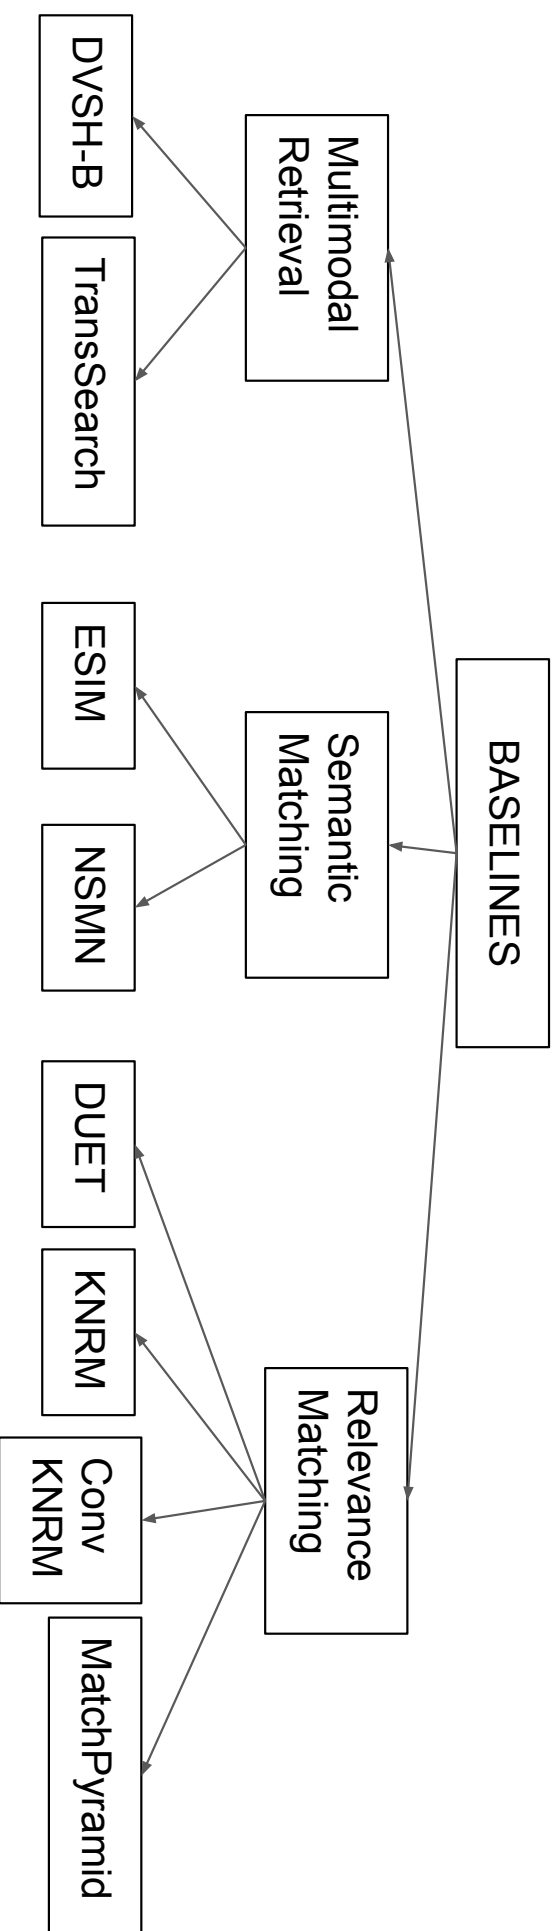 BASELINES
Multimodal
Retrieval
Semantic
Matching
Relevance
Matching
DVSH-B
TransSearch
ESIM
NSMN
DUET
KNRM
Conv
KNRM
MatchPyramid